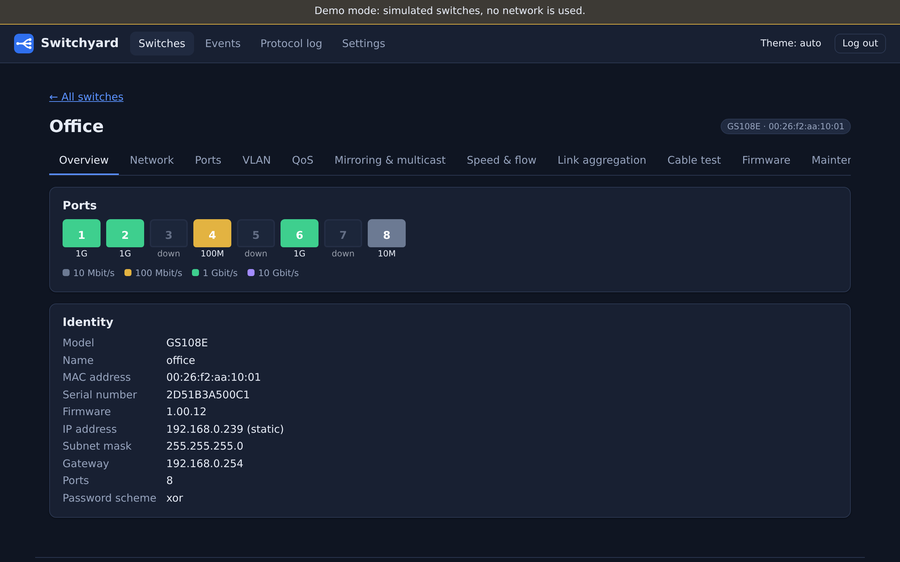 Demo mode: simulated switches, no network is used.
Switchyard Switches Events Protocol log Settings Theme: auto Log out
← All switches
Office GS108E · 00:26:f2:aa:10:01
Overview Network Ports VLAN QoS Mirroring & multicast Speed & flow Link aggregation Cable test Firmware Mainter
Ports
1 2 3 4 5 6 7 8
1G 1G down 100M down 1G down 10M
10 Mbit/s 100 Mbit/s 1 Gbit/s 10 Gbit/s
Identity
Model GS108E
Name office
MAC address 00:26:f2:aa:10:01
Serial number 2D51B3A500C1
Firmware 1.00.12
IP address 192.168.0.239 (static)
Subnet mask 255.255.255.0
Gateway 192.168.0.254
Ports 8
Password scheme xor